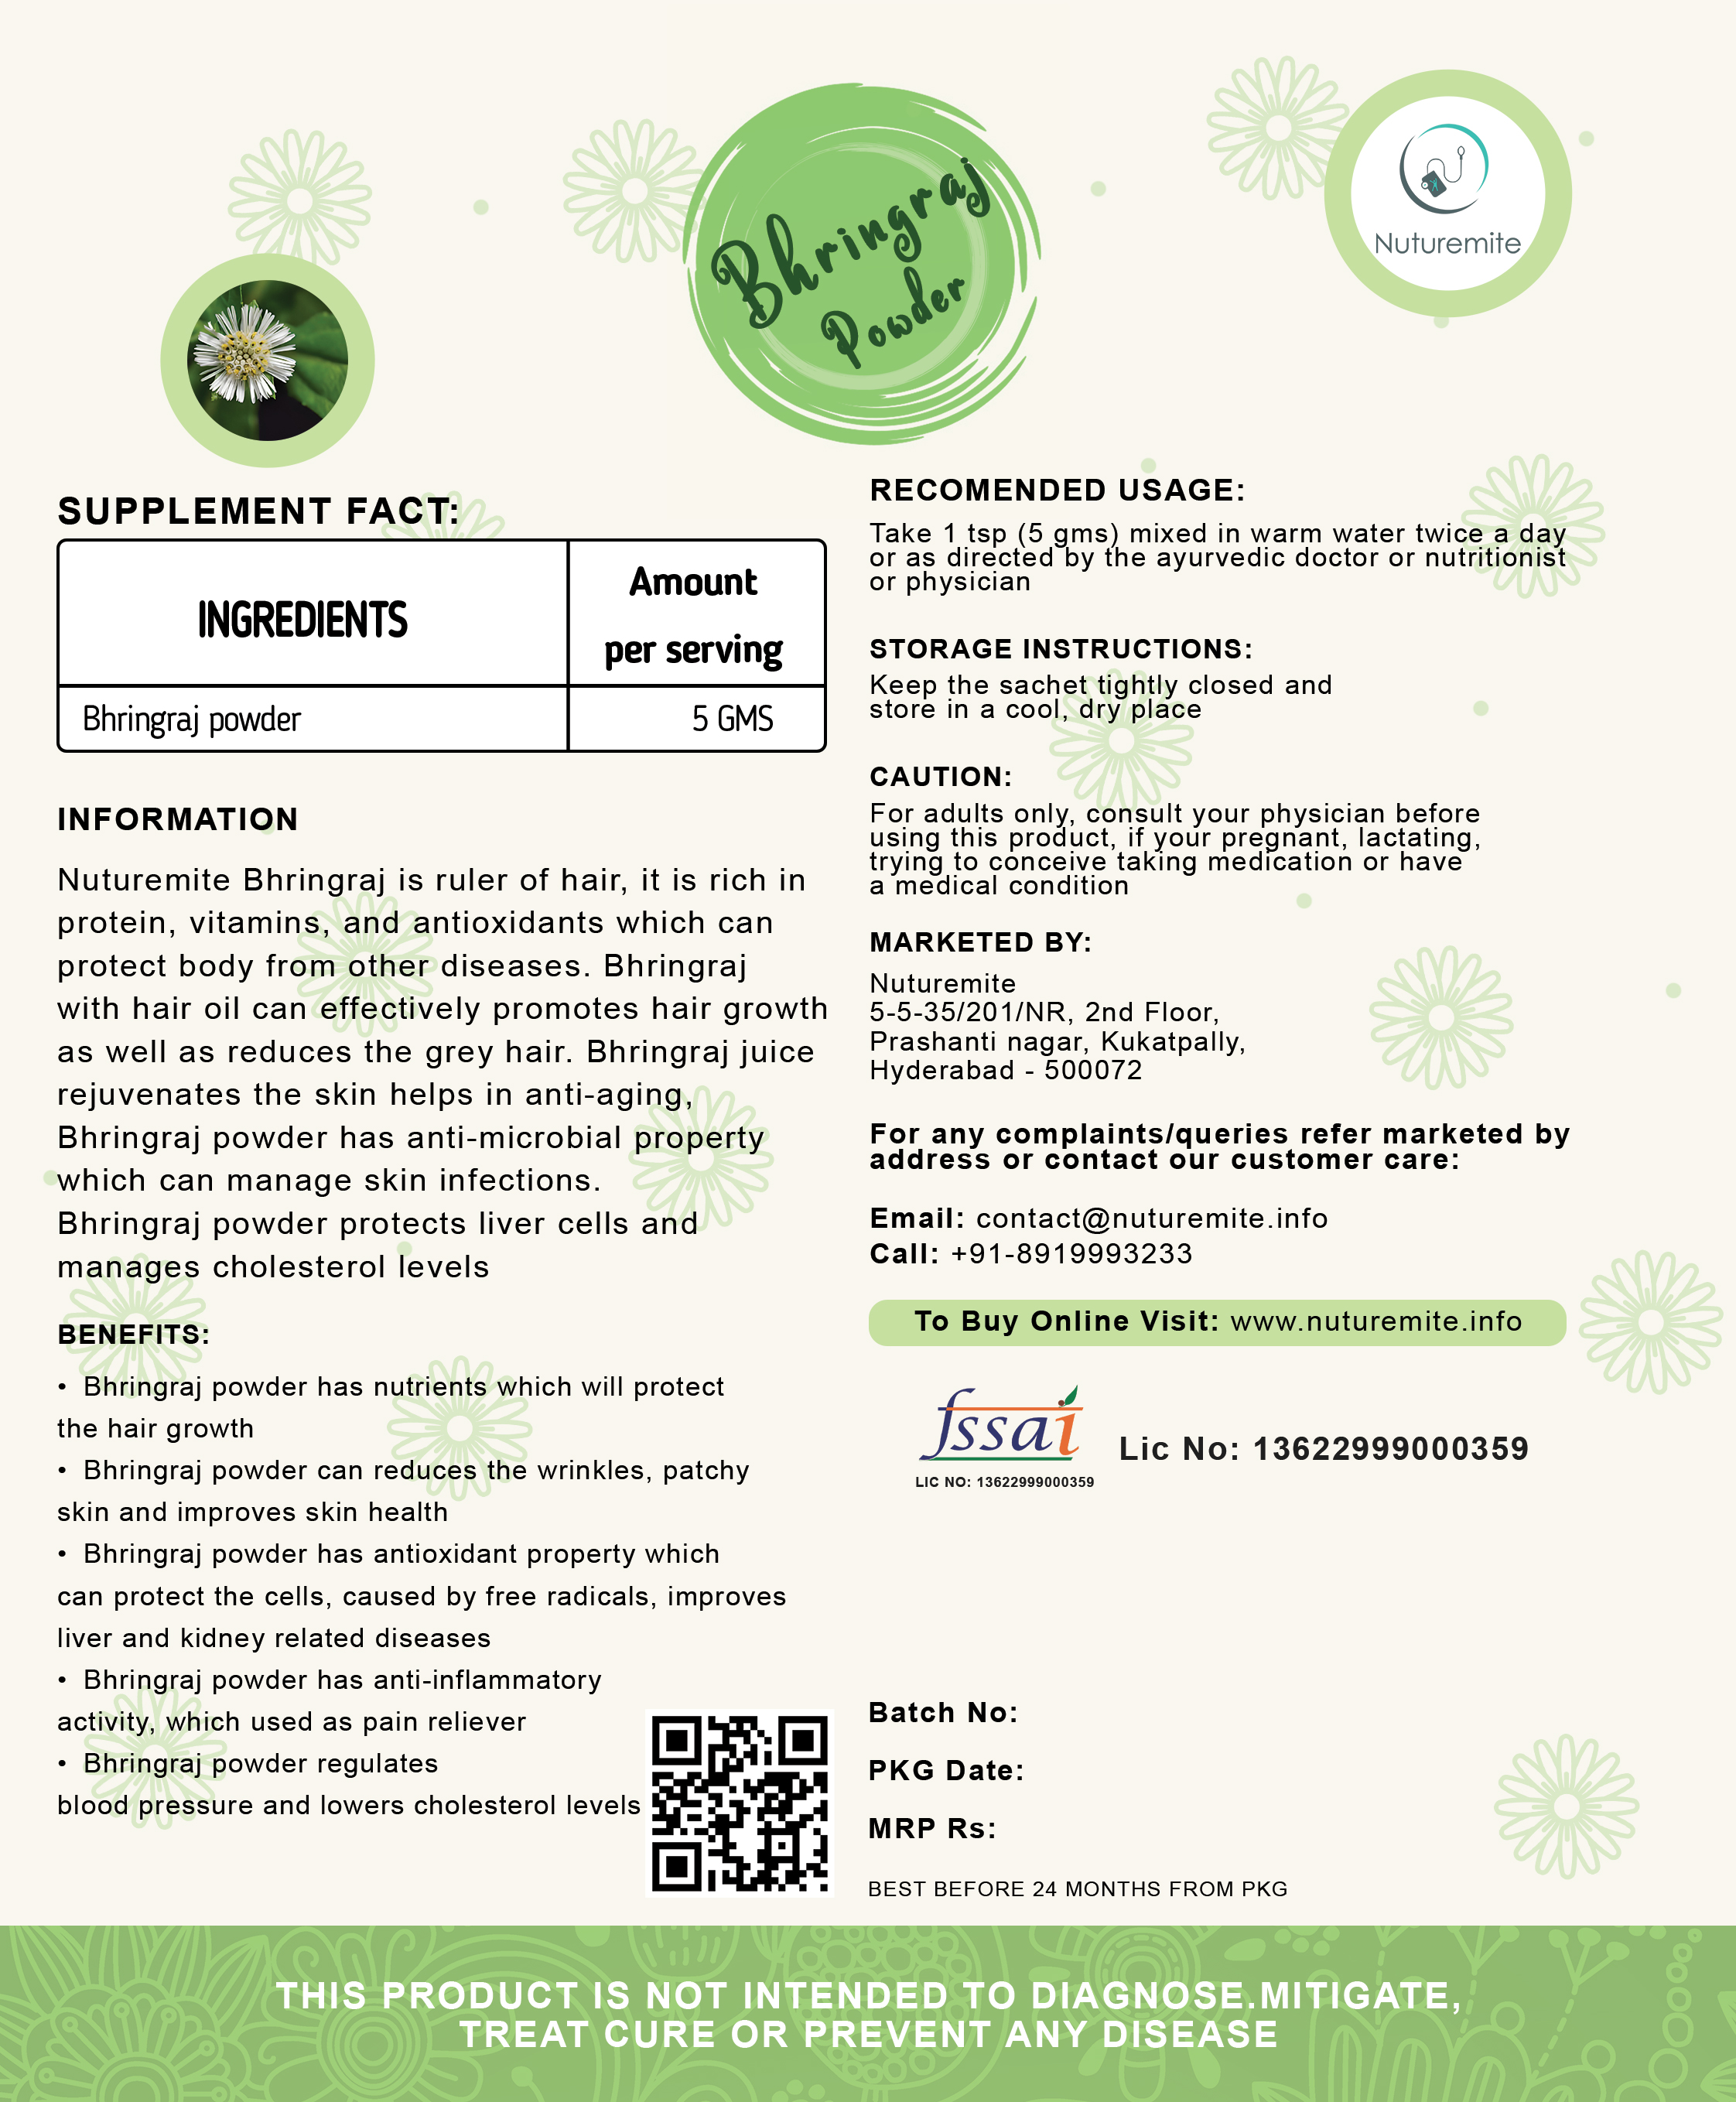 Bhringraj
Powder
Nuturemite
SUPPLEMENT FACT:
INGREDIENTS
Amount
per serving
Bhringraj powder
5 GMS
INFORMATION
Nuturemite Bhringraj is ruler of hair, it is rich in
protein, vitamins, and antioxidants which can
protect body from other diseases. Bhringraj
with hair oil can effectively promotes hair growth
as well as reduces the grey hair. Bhringraj juice
rejuvenates the skin helps in anti-aging,
Bhringraj powder has anti-microbial property
which can manage skin infections.
Bhringraj powder protects liver cells and
manages cholesterol levels
BENEFITS:
• Bhringraj powder has nutrients which will protect
the hair growth
• Bhringraj powder can reduces the wrinkles, patchy
skin and improves skin health
• Bhringraj powder has antioxidant property which
can protect the cells, caused by free radicals, improves
liver and kidney related diseases
• Bhringraj powder has anti-inflammatory
activity, which used as pain reliever
• Bhringraj powder regulates
blood pressure and lowers cholesterol levels
RECOMENDED USAGE:
Take 1 tsp (5 gms) mixed in warm water twice a day
or as directed by the ayurvedic doctor or nutritionist
or physician
STORAGE INSTRUCTIONS:
Keep the sachet tightly closed and
store in a cool, dry place
CAUTION:
For adults only, consult your physician before
using this product, if your pregnant, lactating,
trying to conceive taking medication or have
a medical condition
MARKETED BY:
Nuturemite
5-5-35/201/NR, 2nd Floor,
Prashanti nagar, Kukatpally,
Hyderabad - 500072
For any complaints/queries refer marketed by
address or contact our customer care:
Email: contact@nuturemite.info
Call: +91-8919993233
To Buy Online Visit: www.nuturemite.info
fssai
LIC NO: 13622999000359
Lic No: 13622999000359
Batch No:
PKG Date:
MRP Rs:
BEST BEFORE 24 MONTHS FROM PKG
THIS PRODUCT IS NOT INTENDED TO DIAGNOSE.MITIGATE,
TREAT CURE OR PREVENT ANY DISEASE